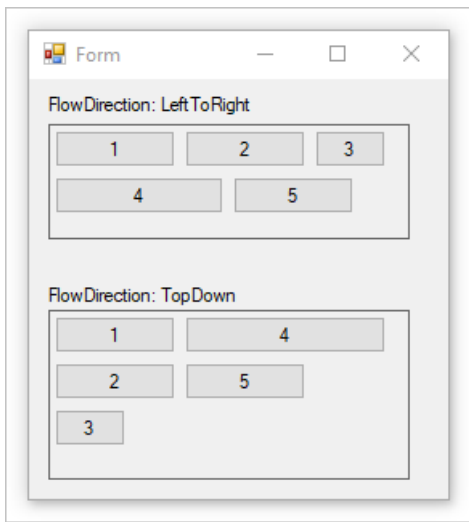 Form
FlowDirection: LeftToRight
1 2 3
4 5
FlowDirection: TopDown
1 4
2 5
3